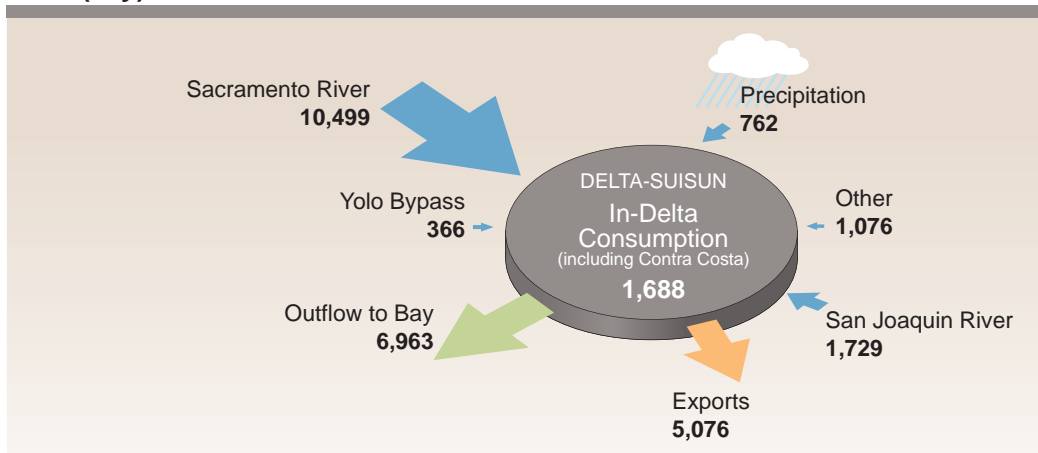 Sacramento River
10,499
Precipitation
762
Yolo Bypass
366
DELTA-SUISUN
In-Delta
Consumption
(including Contra Costa)
1,688
Other
1,076
Outflow to Bay
6,963
San Joaquin River
1,729
Exports
5,076